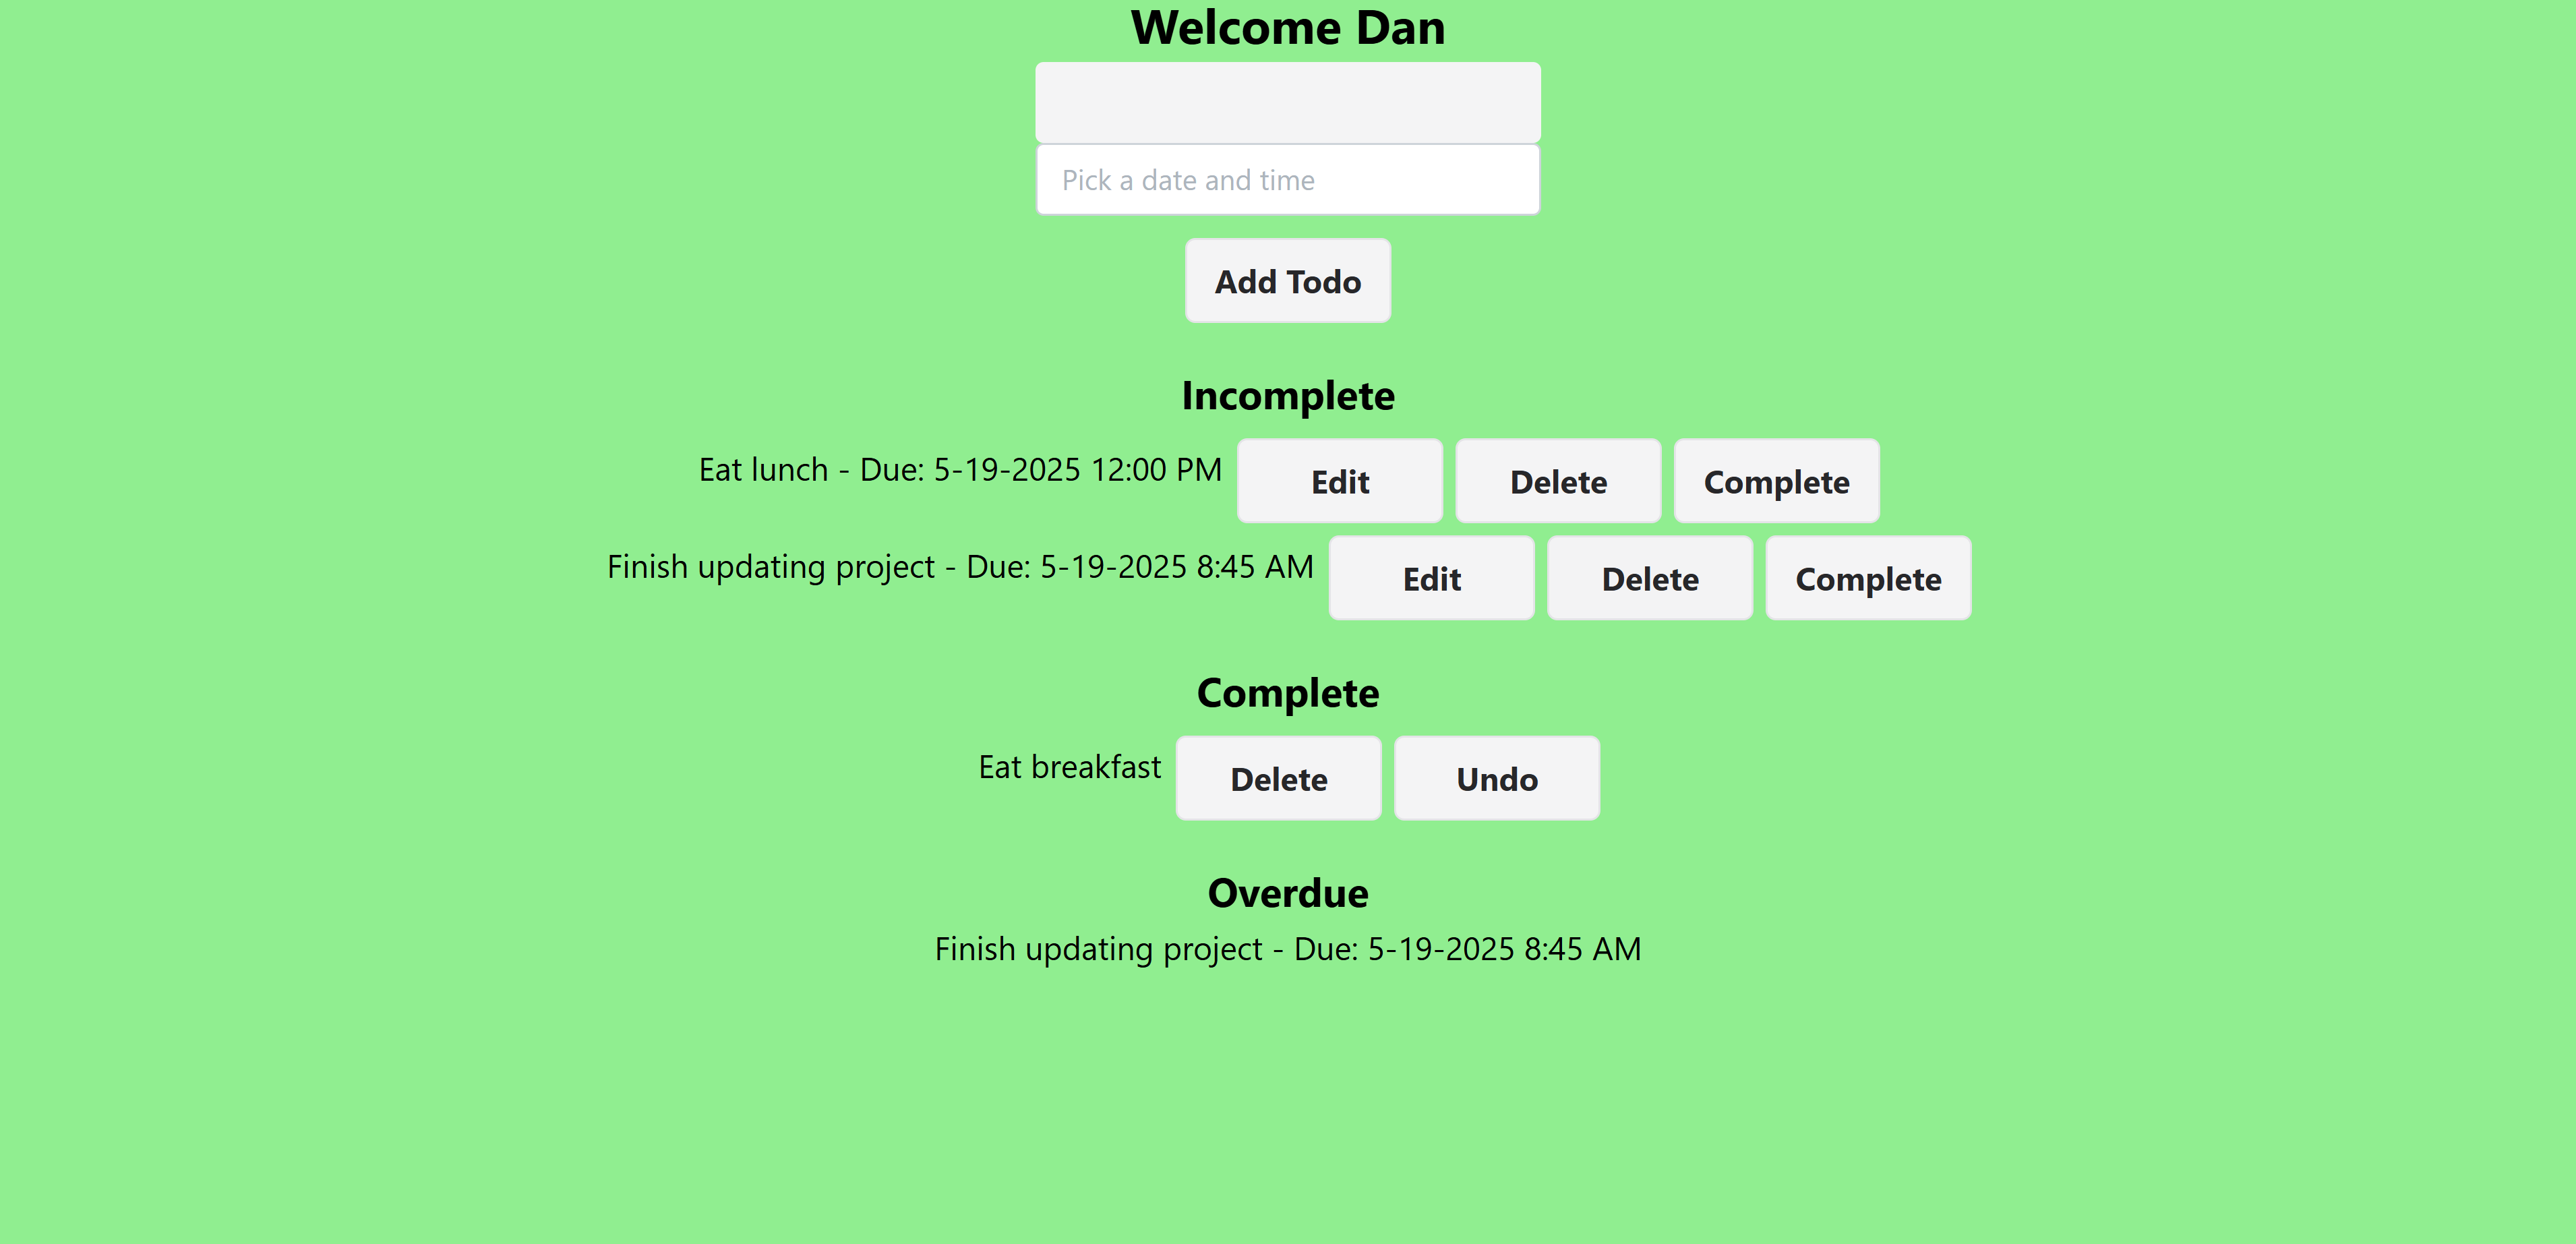 Welcome Dan
Pick a date and time
Add Todo
Incomplete
Eat lunch - Due: 5-19-2025 12:00 PM Edit Delete Complete
Finish updating project - Due: 5-19-2025 8:45 AM Edit Delete Complete
Complete
Eat breakfast Delete Undo
Overdue
Finish updating project - Due: 5-19-2025 8:45 AM